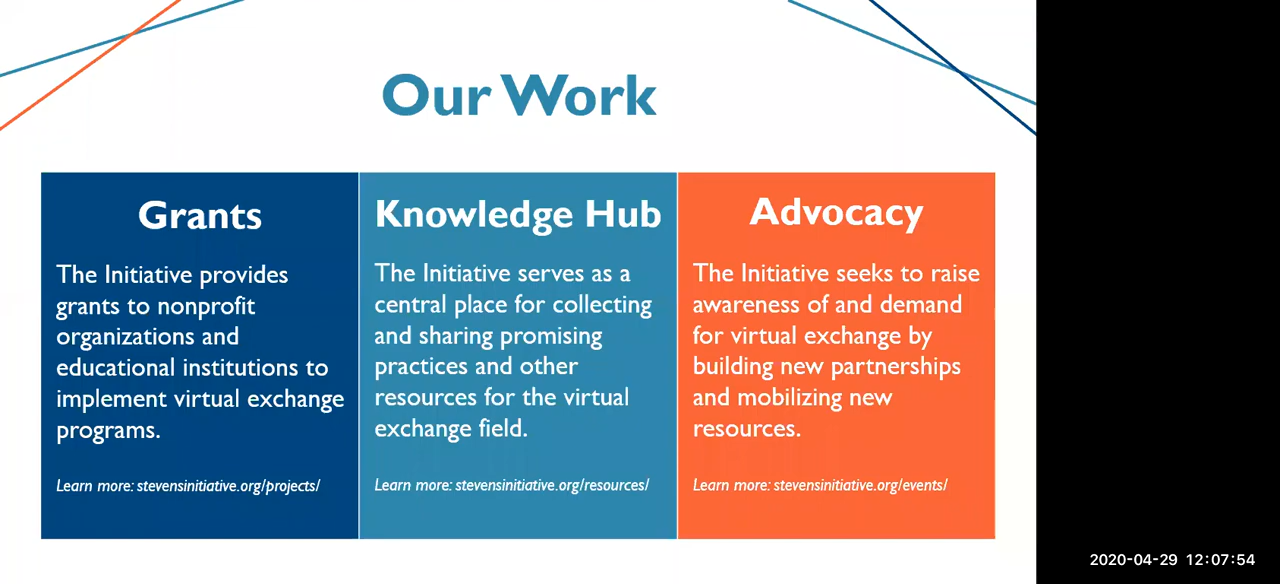 Our Work
Grants
The Initiative provides
grants to nonprofit
organizations and
educational institutions to
implement virtual exchange
programs.
Learn more: stevensinitiative.org/projects/
Knowledge Hub
The Initiative serves as a
central place for collecting
and sharing promising
practices and other
resources for the virtual
exchange field.
Learn more: stevensinitiative.org/resources/
Advocacy
The Initiative seeks to raise
awareness of and demand
for virtual exchange by
building new partnerships
and mobilizing new
resources.
Learn more: stevensinitiative.org/events/
2020-04-29 12:07:54